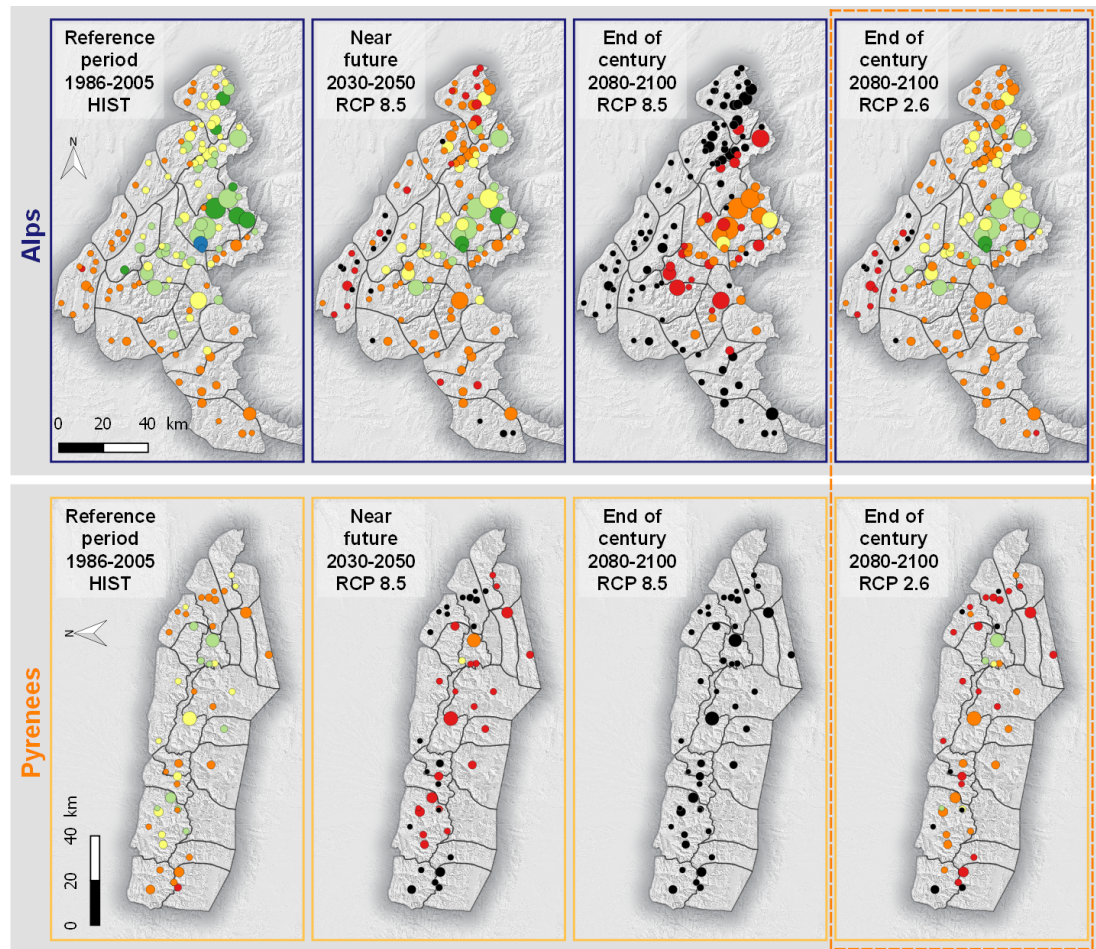 Alps
Reference
period
1986-2005
HIST
N
0 20 40 km
Near
future
2030-2050
RCP 8.5
End of
century
2080-2100
RCP 8.5
End of
century
2080-2100
RCP 2.6
Pyrenees
Reference
period
1986-2005
HIST
N
0 20 40 km
Near
future
2030-2050
RCP 8.5
End of
century
2080-2100
RCP 8.5
End of
century
2080-2100
RCP 2.6